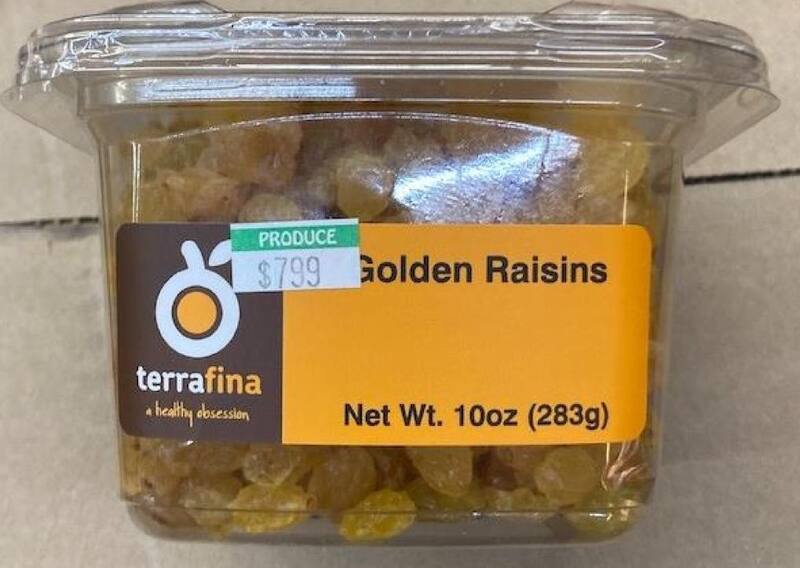 PRODUCE
$799
Golden Raisins
terrafina
a healthy obsession
Net Wt. 10oz (283g)